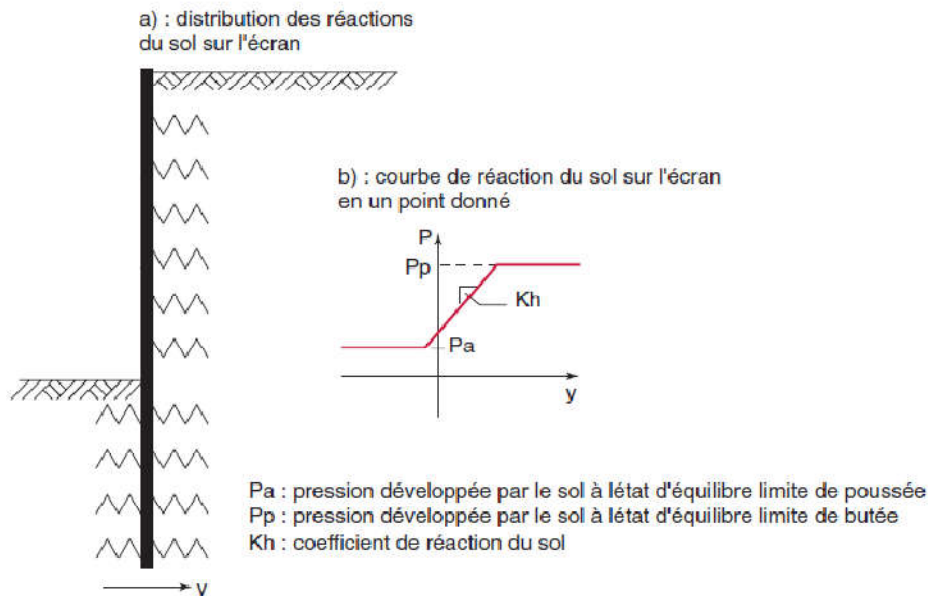 a) : distribution des réactions
du sol sur l'écran
b) : courbe de réaction du sol sur l'écran
en un point donné
P
Pp
Kh
Pa
y
Pa : pression développée par le sol à létat d'équilibre limite de poussée
Pp : pression développée par le sol à létat d'équilibre limite de butée
Kh : coefficient de réaction du sol
y